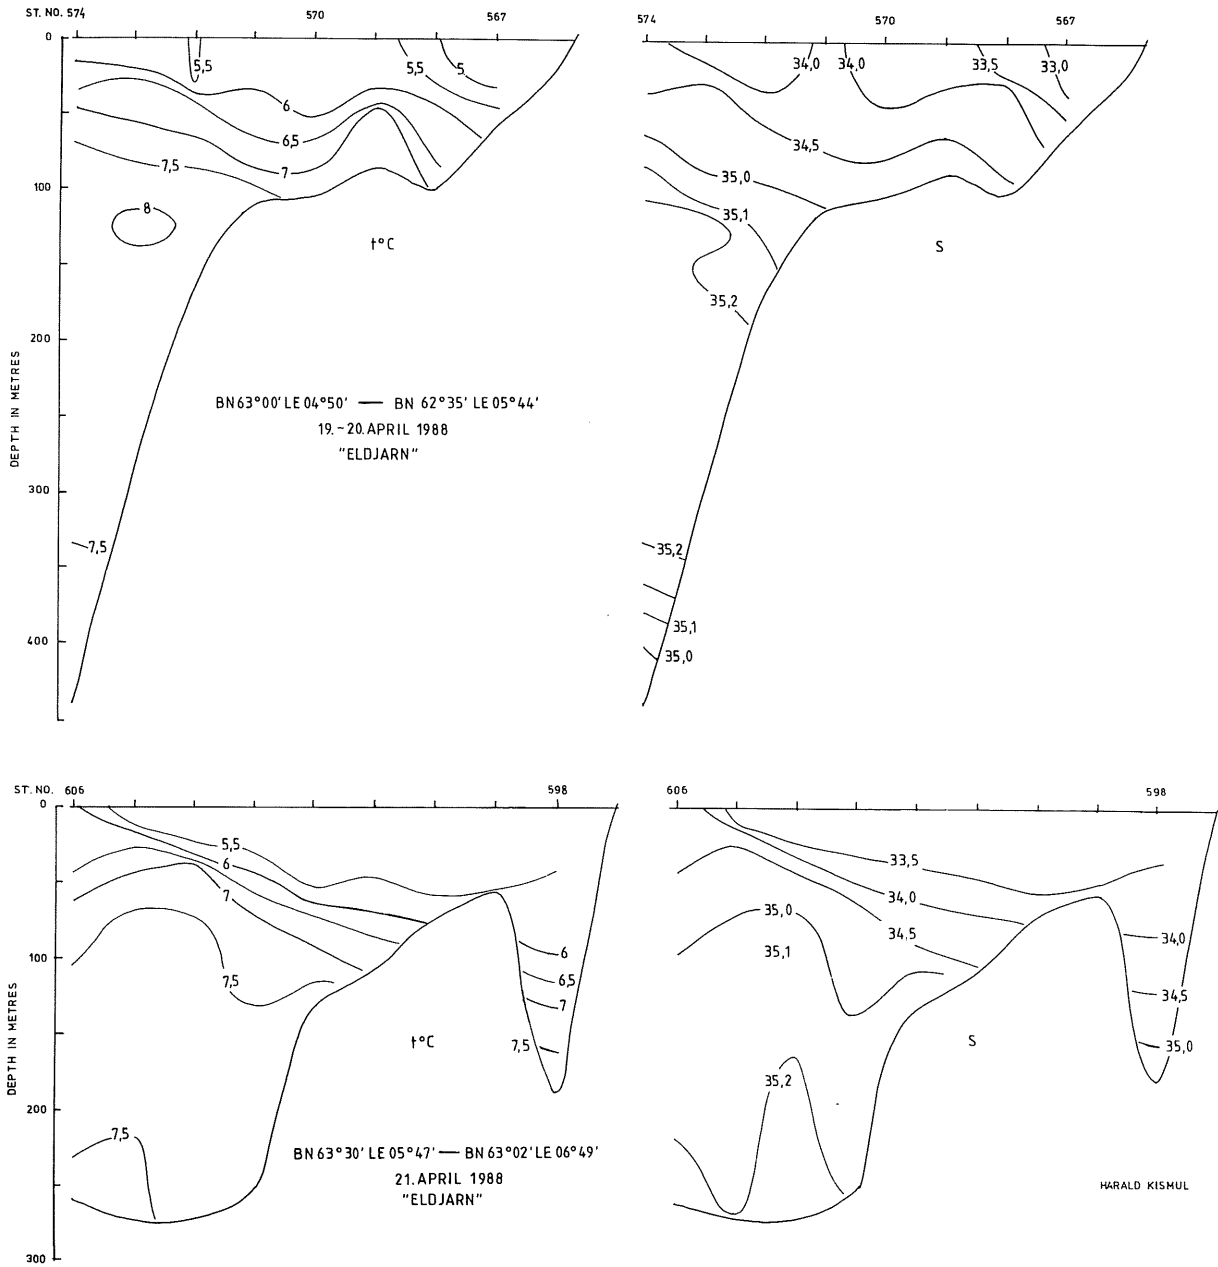 ST. NO. 574 570 567
0
5,5 5,5 5
6
6,5
7
7,5
100
8
t°C
200
DEPTH IN METRES
BN 63°00' LE 04°50' — BN 62°35' LE 05°44'
19.-20. APRIL 1988
"ELDJARN"
300
7,5
400
574 570 567
34,0 34,0 33,5 33,0
34,5
35,0
35,1
S
35,2
35,2
35,1
35,0
ST. NO. 606 598
0
5,5
6
7
100
7,5
6
6,5
7
7,5
t°C
DEPTH IN METRES
200
7,5
BN 63°30' LE 05°47' — BN 63°02' LE 06°49'
21. APRIL 1988
"ELDJARN"
300
606 598
33,5
34,0
35,0
34,5
35,1
34,0
34,5
35,0
S
35,2
HARALD KISMUL